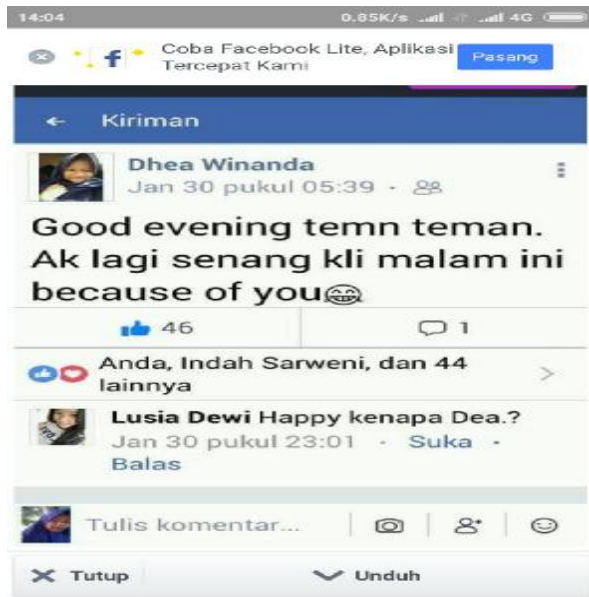 14:04 0.85K/s 4G
Coba Facebook Lite, Aplikasi
Tercepat Kami
Pasang
Kiriman
Dhea Winanda
Jan 30 pukul 05:39 ·
Good evening temn teman.
Ak lagi senang kli malam ini
because of you😁
46 1
Anda, Indah Sarweni, dan 44
lainnya
Lusia Dewi Happy kenapa Dea.?
Jan 30 pukul 23:01 · Suka ·
Balas
Tulis komentar...
Tutup Unduh